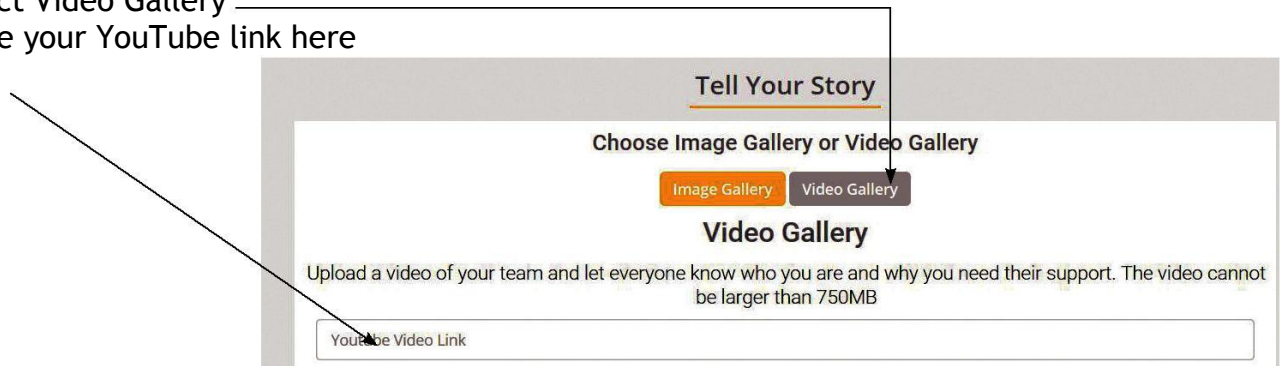 ct Video Gallery
e your YouTube link here
Tell Your Story
Choose Image Gallery or Video Gallery
Image Gallery Video Gallery
Video Gallery
Upload a video of your team and let everyone know who you are and why you need their support. The video cannot
be larger than 750MB
Youtube Video Link